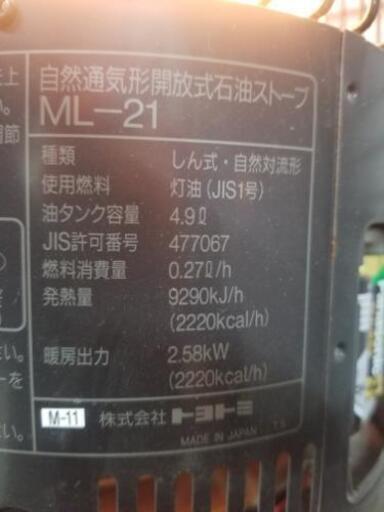 自然通気形開放式石油ストーブ
ML-21
種類 しん式・自然対流形
使用燃料 灯油(JIS1号)
油タンク容量 4.9ℓ
JIS許可番号 477067
燃料消費量 0.27ℓ/h
発熱量 9290kJ/h
(2220kcal/h)
暖房出力 2.58kW
(2220kcal/h)
M-11 株式会社 トヨトミ
MADE IN JAPAN